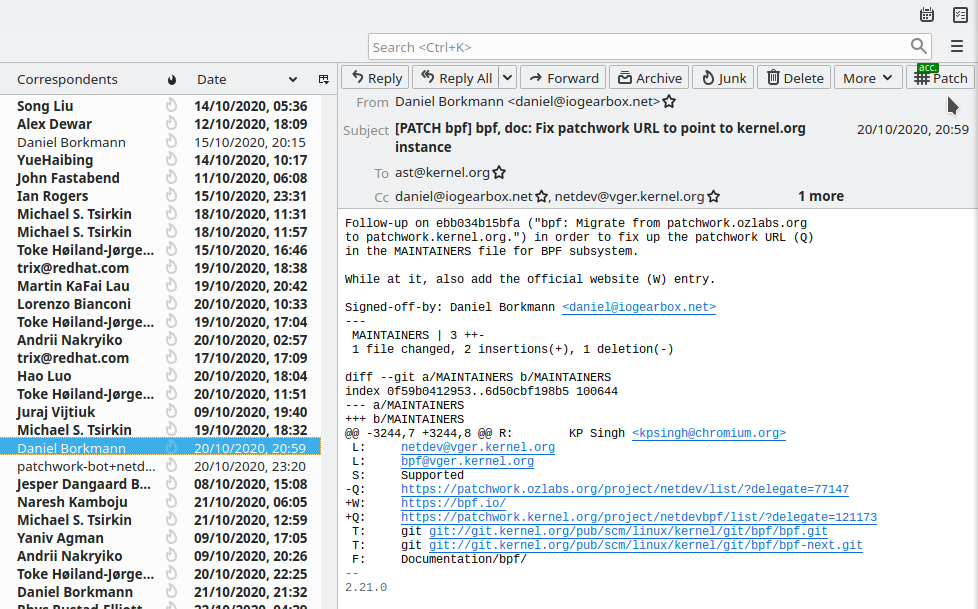 Search <Ctrl+K>
Correspondents Date
Reply Reply All Forward Archive Junk Delete More acc. Patch
Song Liu 14/10/2020, 05:36
Alex Dewar 12/10/2020, 18:09
Daniel Borkmann 15/10/2020, 20:15
YueHaibing 14/10/2020, 10:17
John Fastabend 11/10/2020, 06:08
Ian Rogers 15/10/2020, 23:31
Michael S. Tsirkin 18/10/2020, 11:31
Michael S. Tsirkin 18/10/2020, 11:57
Toke Høiland-Jørge... 15/10/2020, 16:46
trix@redhat.com 19/10/2020, 18:38
Martin KaFai Lau 19/10/2020, 20:42
Lorenzo Bianconi 20/10/2020, 10:33
Toke Høiland-Jørge... 19/10/2020, 17:04
Andrii Nakryiko 20/10/2020, 02:57
trix@redhat.com 17/10/2020, 17:09
Hao Luo 20/10/2020, 18:04
Toke Høiland-Jørge... 20/10/2020, 11:51
Juraj Vijtiuk 09/10/2020, 19:40
Michael S. Tsirkin 19/10/2020, 18:32
Daniel Borkmann 20/10/2020, 20:59
patchwork-bot+netd... 20/10/2020, 23:20
Jesper Dangaard B... 08/10/2020, 15:08
Naresh Kamboju 21/10/2020, 06:05
Michael S. Tsirkin 21/10/2020, 12:59
Yaniv Agman 09/10/2020, 17:05
Andrii Nakryiko 09/10/2020, 20:26
Toke Høiland-Jørge... 20/10/2020, 22:25
Daniel Borkmann 21/10/2020, 21:32
From Daniel Borkmann <daniel@iogearbox.net>
Subject [PATCH bpf] bpf, doc: Fix patchwork URL to point to kernel.org 20/10/2020, 20:59
instance
To ast@kernel.org
Cc daniel@iogearbox.net, netdev@vger.kernel.org 1 more
Follow-up on ebb034b15bfa ("bpf: Migrate from patchwork.ozlabs.org
to patchwork.kernel.org.") in order to fix up the patchwork URL (Q)
in the MAINTAINERS file for BPF subsystem.
While at it, also add the official website (W) entry.
Signed-off-by: Daniel Borkmann <daniel@iogearbox.net>
---
MAINTAINERS | 3 ++-
1 file changed, 2 insertions(+), 1 deletion(-)
diff --git a/MAINTAINERS b/MAINTAINERS
index 0f59b0412953..6d50cbf198b5 100644
--- a/MAINTAINERS
+++ b/MAINTAINERS
@@ -3244,7 +3244,8 @@ R: KP Singh <kpsingh@chromium.org>
L: netdev@vger.kernel.org
L: bpf@vger.kernel.org
S: Supported
-Q: https://patchwork.ozlabs.org/project/netdev/list/?delegate=77147
+W: https://bpf.io/
+Q: https://patchwork.kernel.org/project/netdevbpf/list/?delegate=121173
T: git git://git.kernel.org/pub/scm/linux/kernel/git/bpf/bpf.git
T: git git://git.kernel.org/pub/scm/linux/kernel/git/bpf/bpf-next.git
F: Documentation/bpf/
--
2.21.0